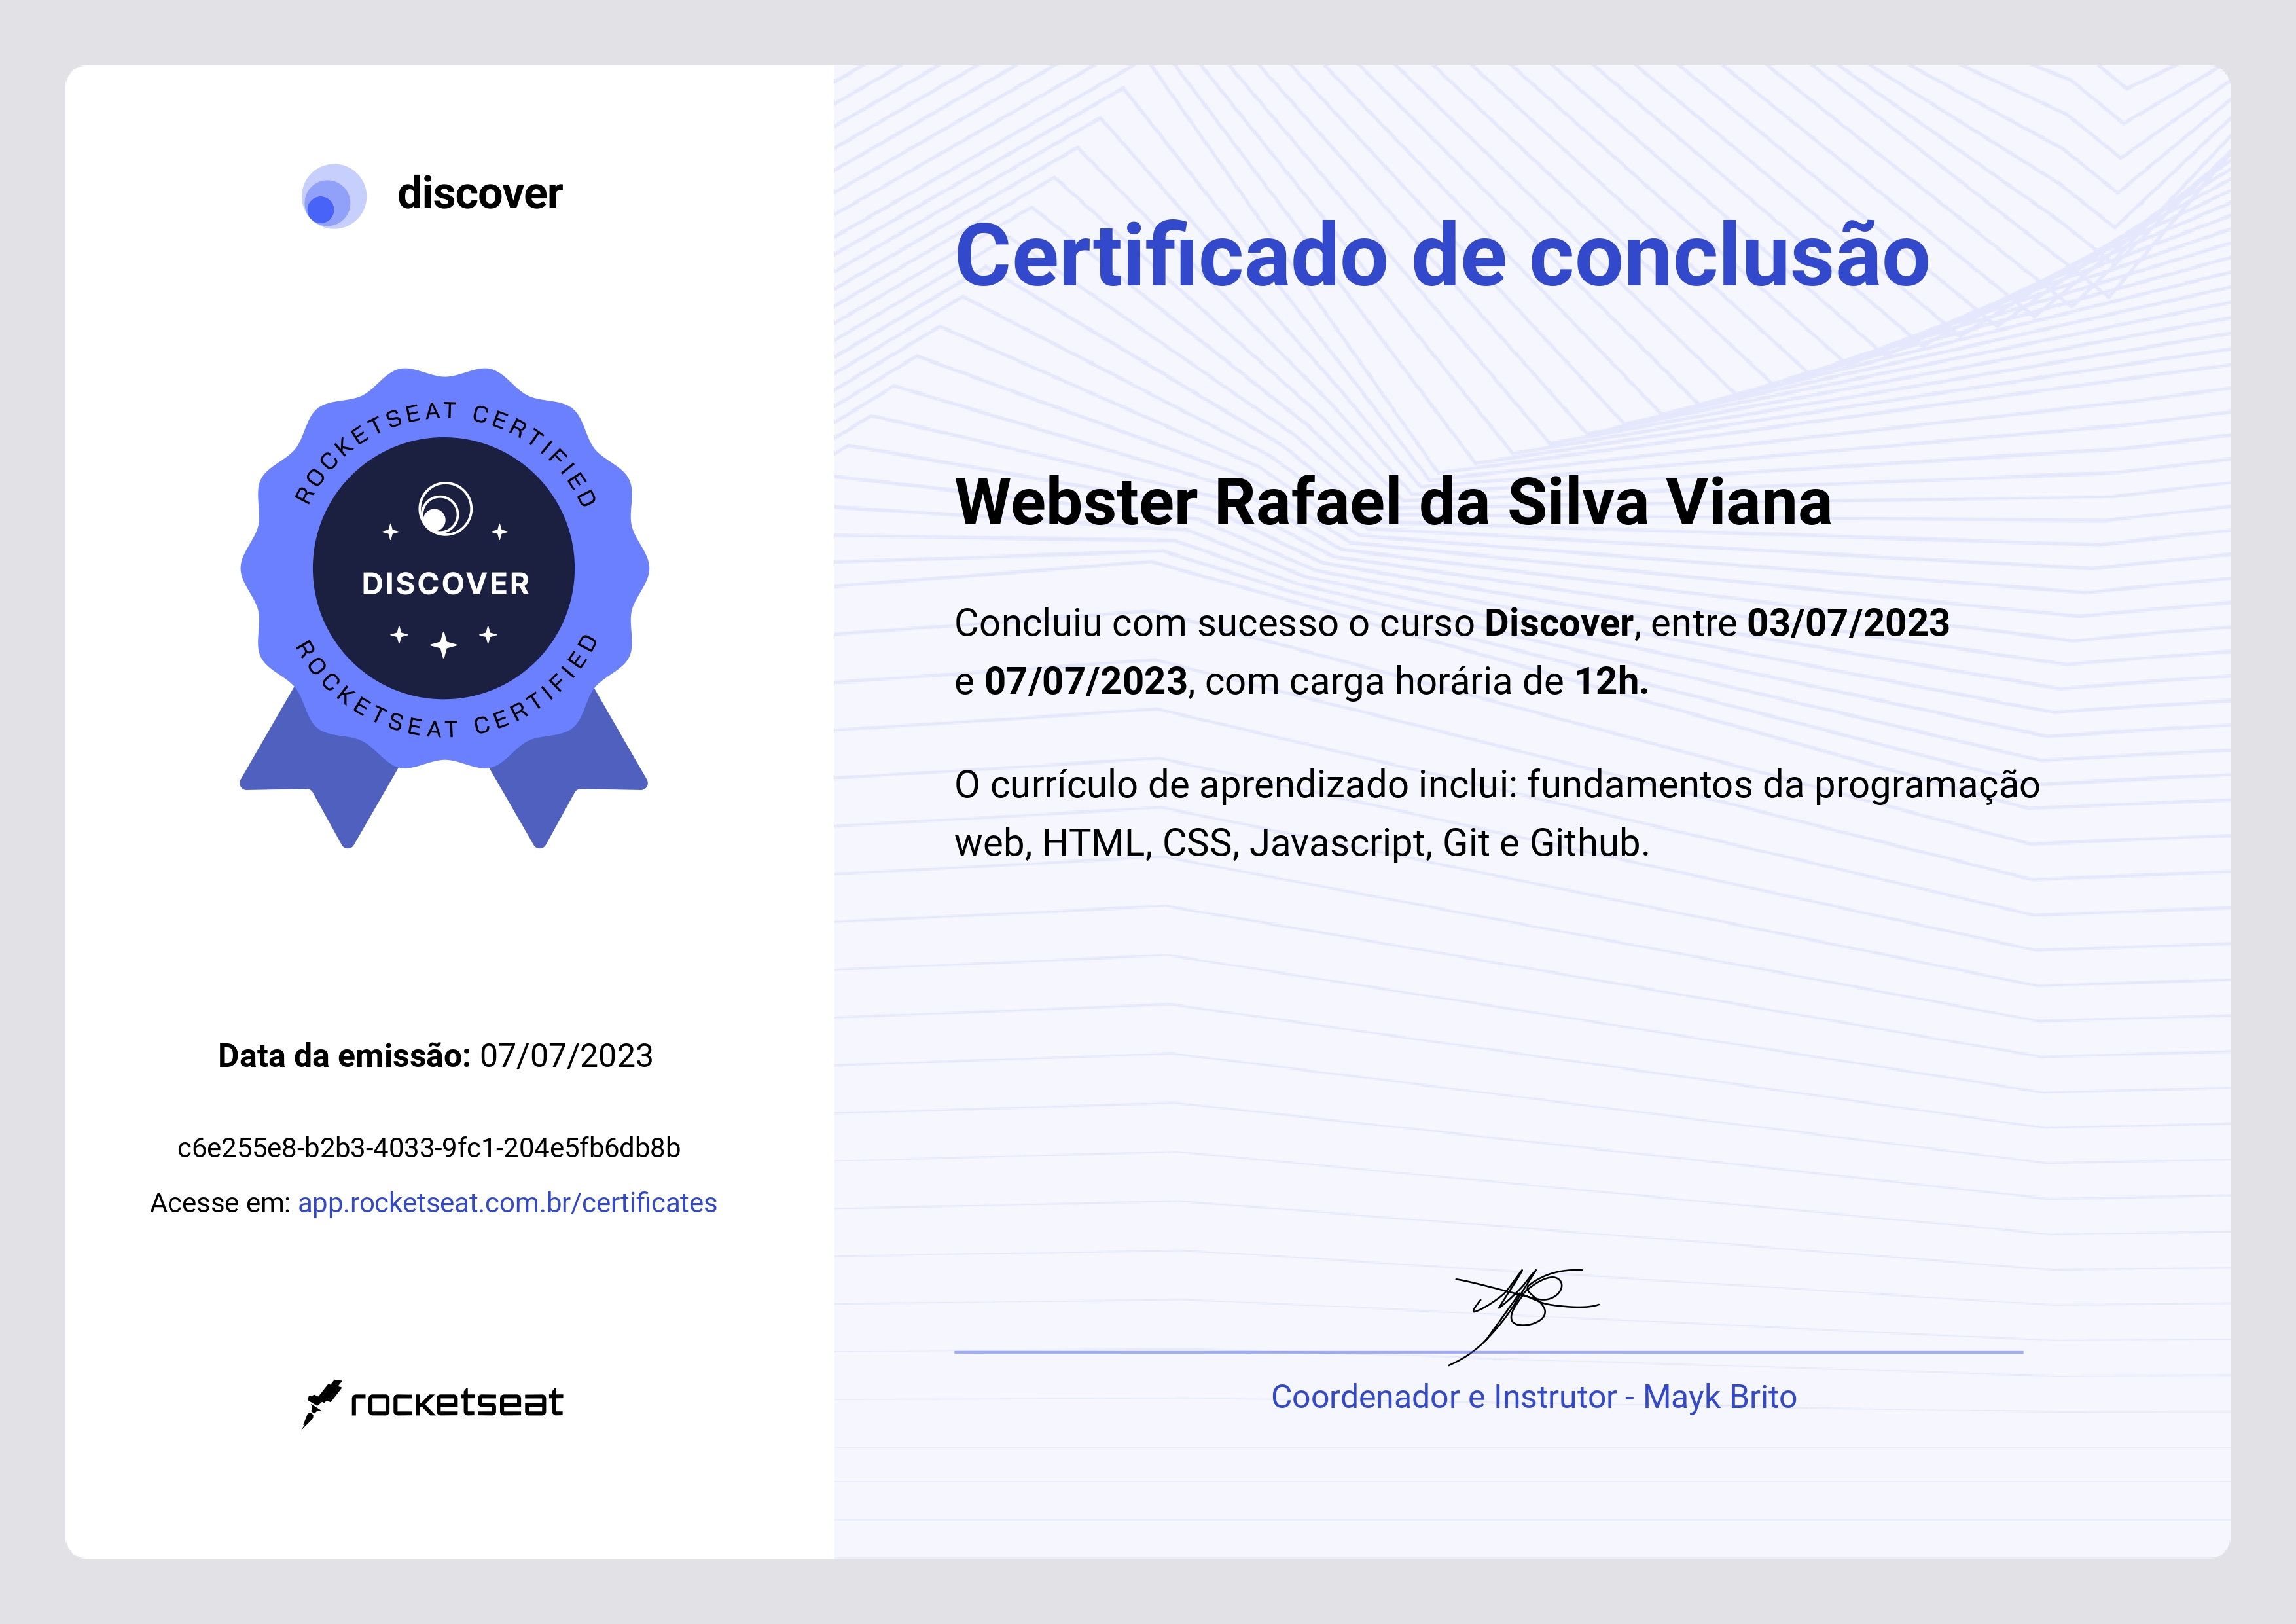 discover
ROCKETSEAT CERTIFIED
DISCOVER
ROCKETSEAT CERTIFIED
Data da emissão: 07/07/2023
c6e255e8-b2b3-4033-9fc1-204e5fb6db8b
Acesse em: app.rocketseat.com.br/certificates
rocketseat
Certificado de conclusão
Webster Rafael da Silva Viana
Concluiu com sucesso o curso Discover, entre 03/07/2023
e 07/07/2023, com carga horária de 12h.
O currículo de aprendizado inclui: fundamentos da programação
web, HTML, CSS, Javascript, Git e Github.
Coordenador e Instrutor - Mayk Brito